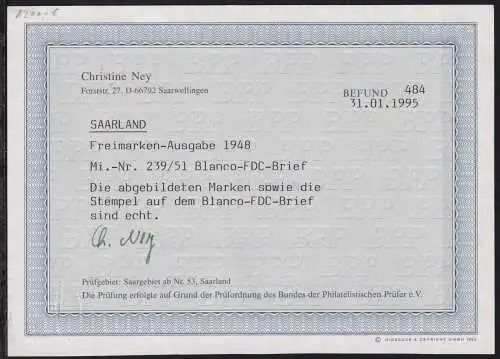 Christine Ney
Forststr. 27, D-66792 Saarwellingen
BEFUND 484
31.01.1995
SAARLAND
Freimarken-Ausgabe 1948
Mi.-Nr. 239/51 Blanco-FDC-Brief
Die abgebildeten Marken sowie die
Stempel auf dem Blanco-FDC-Brief
sind echt.
Ch. Ney
Prüfgebiet: Saargebiet ab Nr. 53, Saarland
Die Prüfung erfolgte auf Grund der Prüfordnung des Bundes der Philatelistischen Prüfer e.V.